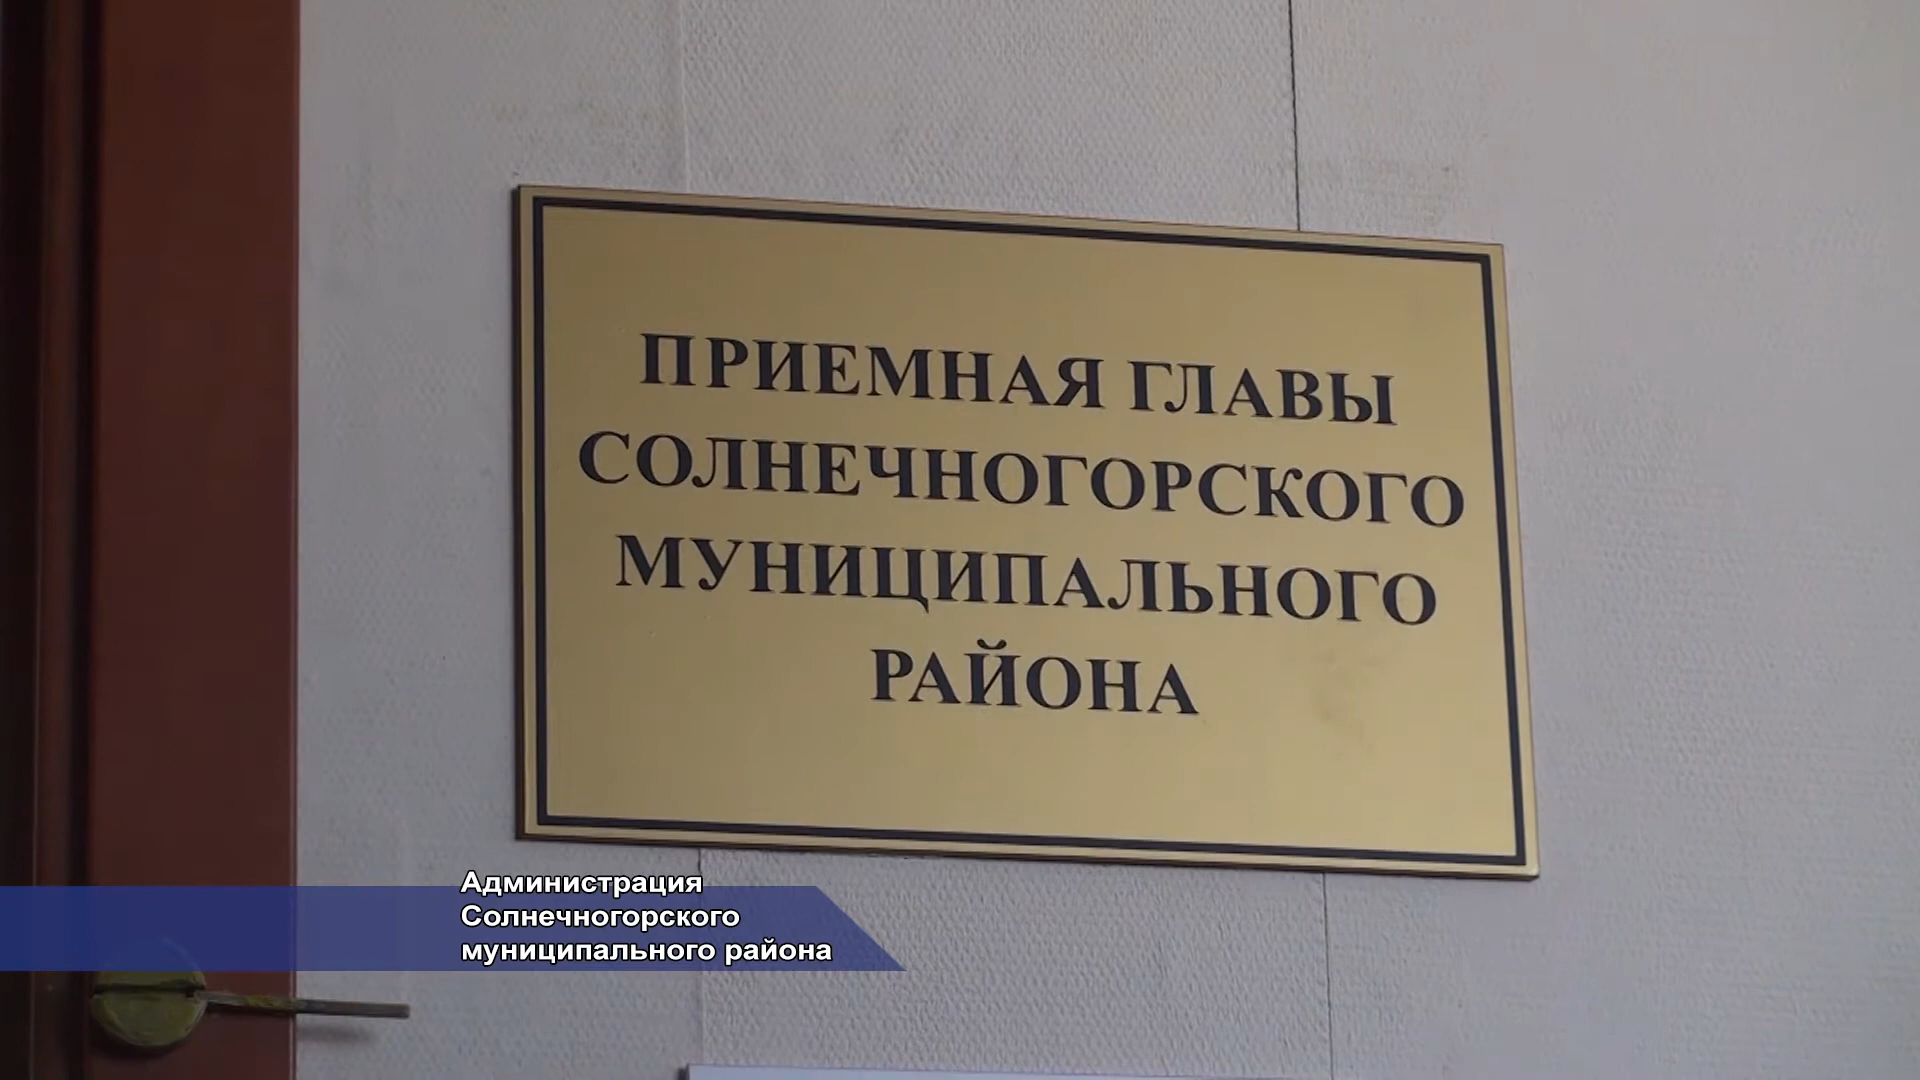 ПРИЕМНАЯ ГЛАВЫ
СОЛНЕЧНОГОРСКОГО
МУНИЦИПАЛЬНОГО
РАЙОНА
Администрация
Солнечногорского
муниципального района